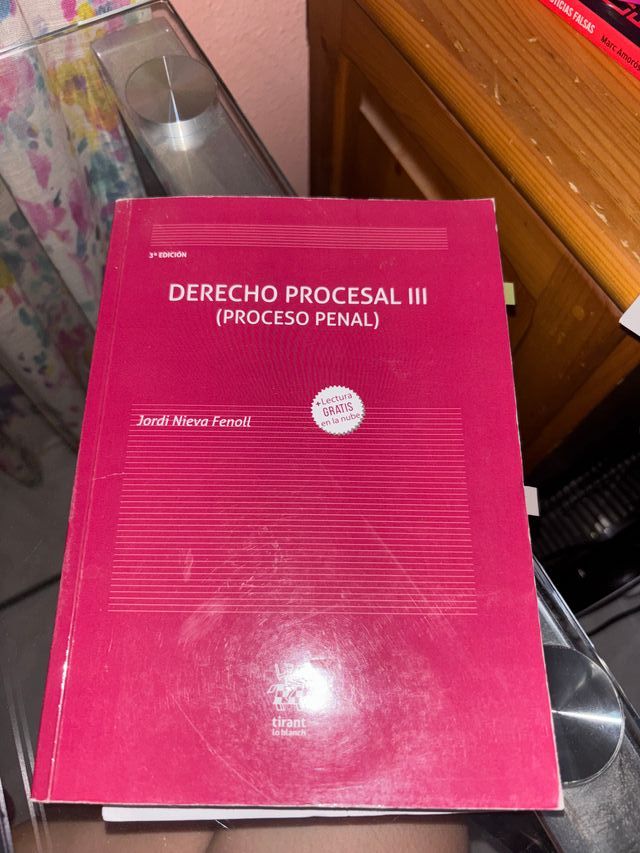 OTICIAS FALSAS
Marc Amorós
3ª EDICIÓN
DERECHO PROCESAL III
(PROCESO PENAL)
+Lectura
GRATIS
en la nube
Jordi Nieva Fenoll
tirant
lo blanch